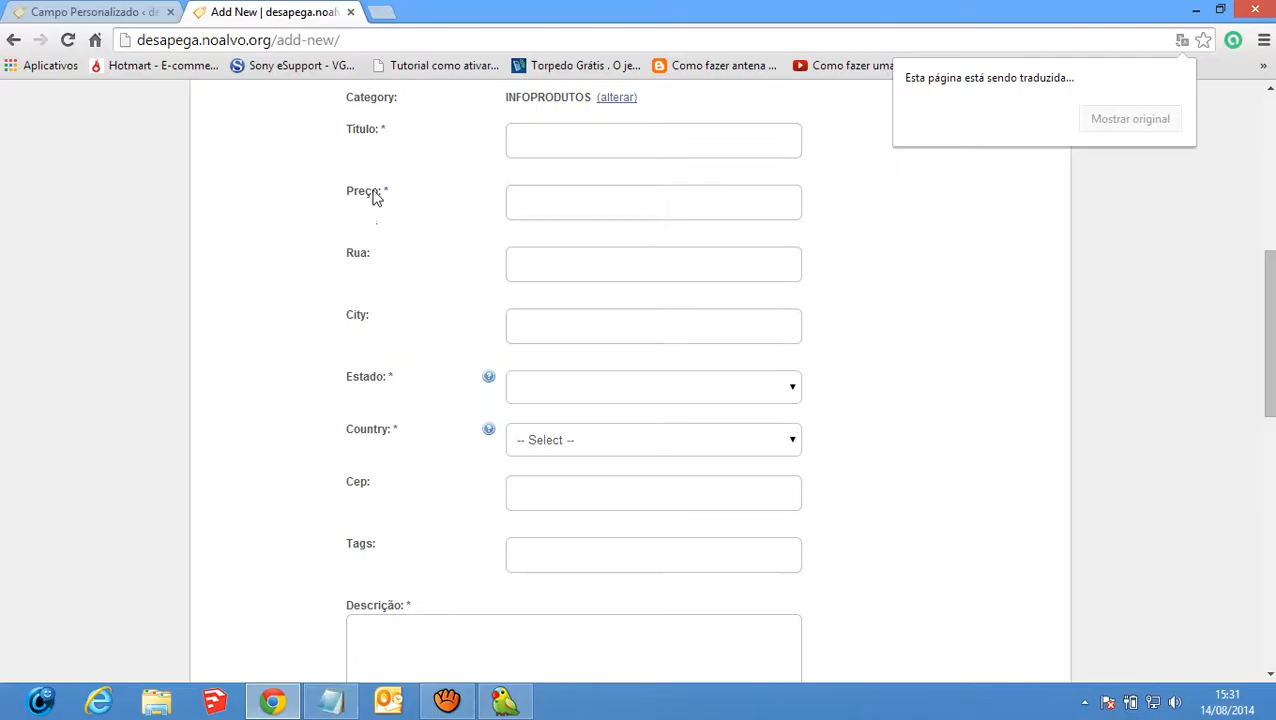 Campo Personalizado ‹ de
Add New | desapega.noal
desapega.noalvo.org/add-new/
Aplicativos
Hotmart - E-comme...
Sony eSupport - VG...
Tutorial como ativar...
Torpedo Grátis . O je...
Como fazer antena ...
Como fazer uma
»
Esta página está sendo traduzida...
Mostrar original
Category:
INFOPRODUTOS (alterar)
Título: *
Preço: *
Rua:
City:
Estado: *
Country: *
-- Select --
Cep:
Tags:
Descrição: *
15:31
14/08/2014